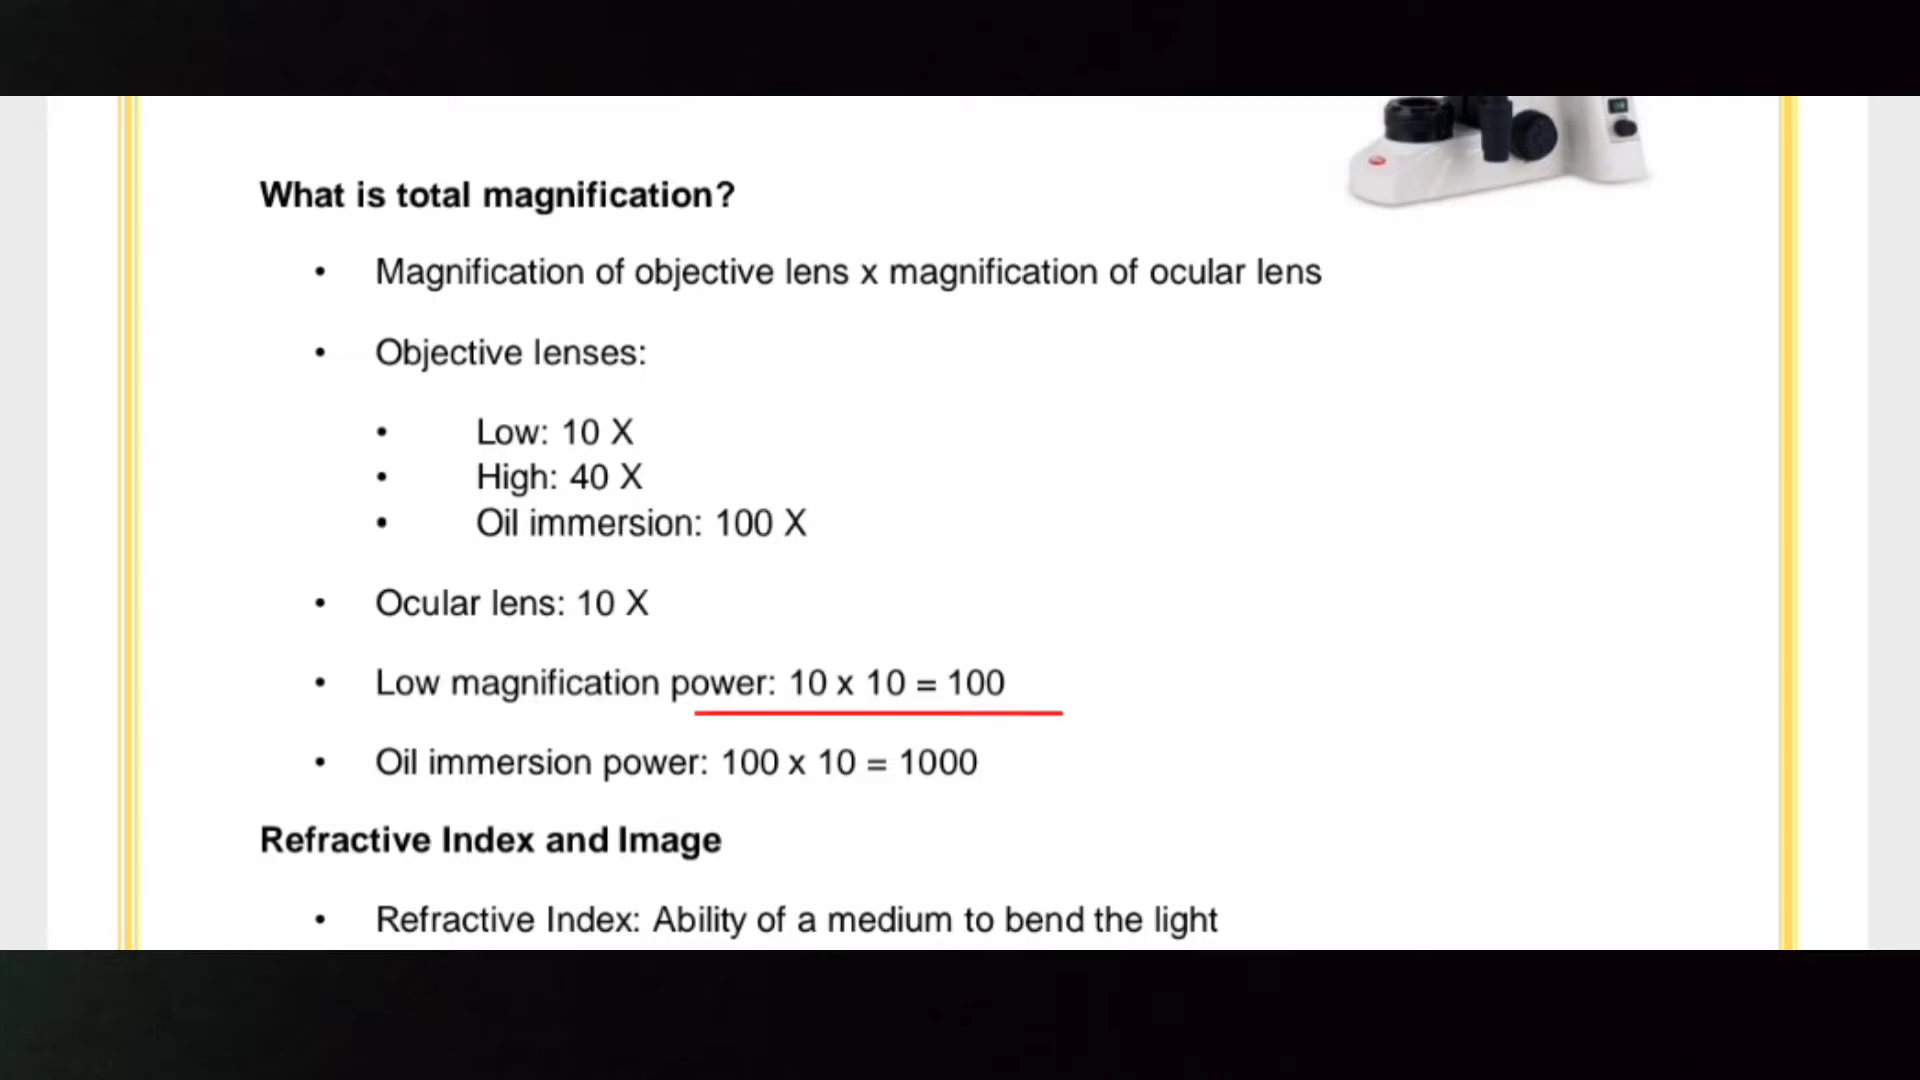 What is total magnification?
• Magnification of objective lens x magnification of ocular lens
• Objective lenses:
• Low: 10 X
• High: 40 X
• Oil immersion: 100 X
• Ocular lens: 10 X
• Low magnification power: 10 x 10 = 100
• Oil immersion power: 100 x 10 = 1000
Refractive Index and Image
• Refractive Index: Ability of a medium to bend the light